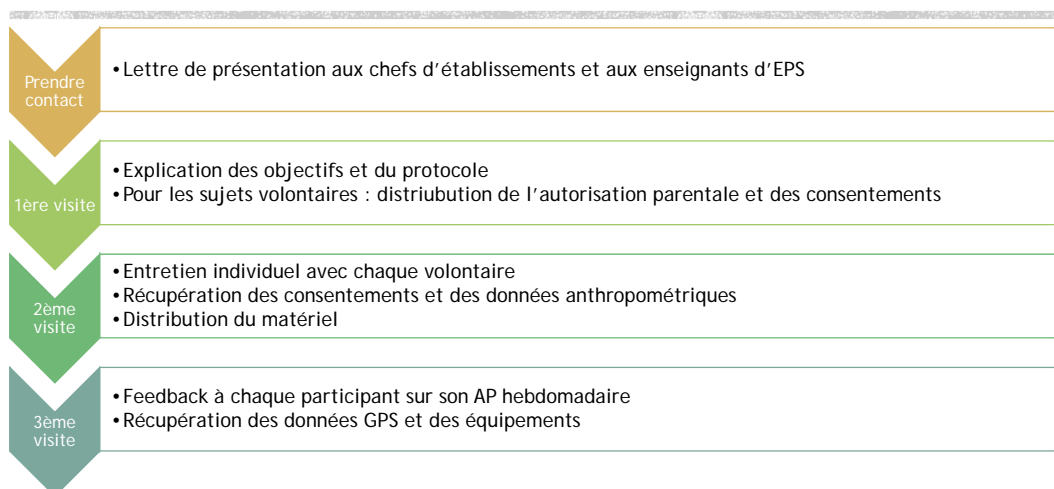 Prendre
contact
•Lettre de présentation aux chefs d’établissements et aux enseignants d’EPS
1ère visite
•Explication des objectifs et du protocole
•Pour les sujets volontaires : distriubution de l’autorisation parentale et des consentements
2ème
visite
•Entretien individuel avec chaque volontaire
•Récupération des consentements et des données anthropométriques
•Distribution du matériel
3ème
visite
•Feedback à chaque participant sur son AP hebdomadaire
•Récupération des données GPS et des équipements